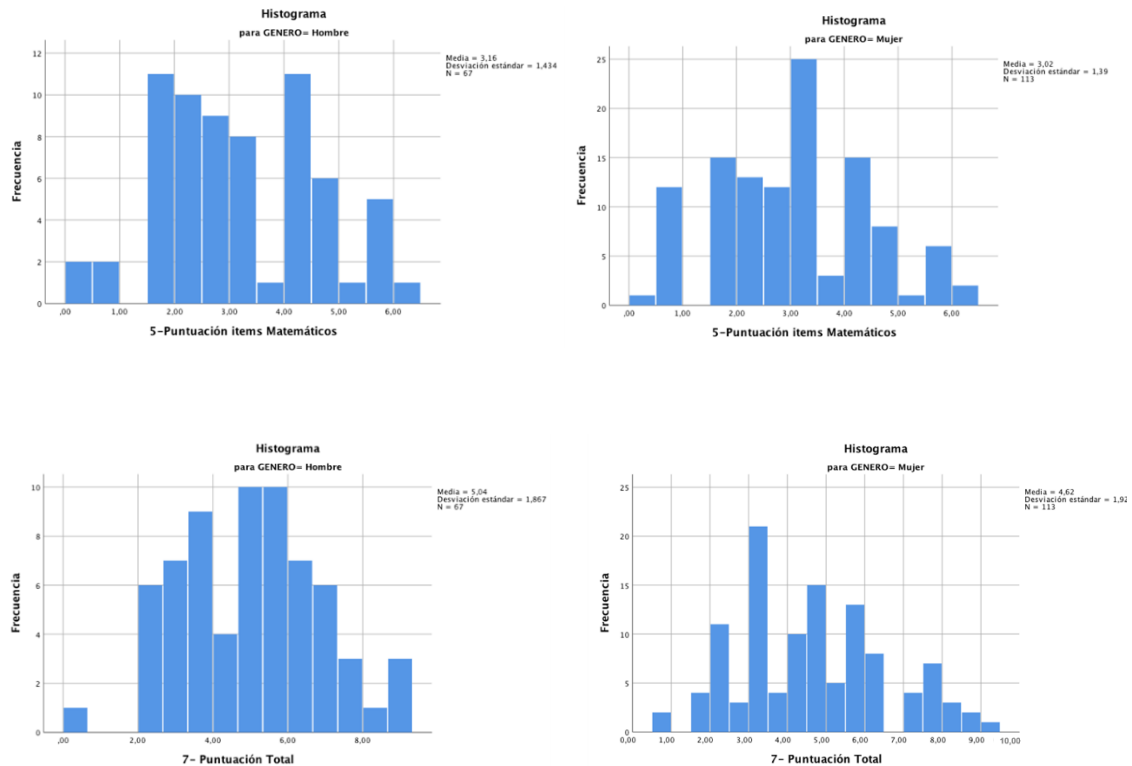 Histograma
para GENERO= Hombre
Media = 3,16
Desviación estándar = 1,434
N = 67
12
10
8
6
4
2
0
Frecuencia
,00 1,00 2,00 3,00 4,00 5,00 6,00
5-Puntuación items Matemáticos
Histograma
para GENERO= Mujer
Media = 3,02
Desviación estándar = 1,39
N = 113
25
20
15
10
5
0
Frecuencia
,00 1,00 2,00 3,00 4,00 5,00 6,00
5-Puntuación items Matemáticos
Histograma
para GENERO= Hombre
Media = 5,04
Desviación estándar = 1,867
N = 67
10
8
6
4
2
0
Frecuencia
,00 2,00 4,00 6,00 8,00
7- Puntuación Total
Histograma
para GENERO= Mujer
Media = 4,62
Desviación estándar = 1,92
N = 113
25
20
15
10
5
0
Frecuencia
0,00 1,00 2,00 3,00 4,00 5,00 6,00 7,00 8,00 9,00 10,00
7- Puntuación Total